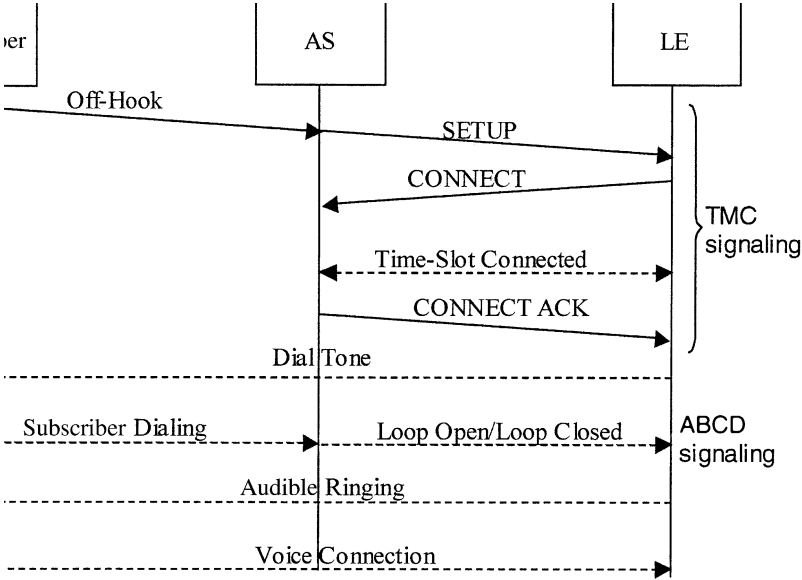 AS
LE
Off-Hook
SETUP
CONNECT
TMC
signaling
Time-Slot Connected
CONNECT ACK
Dial Tone
Subscriber Dialing
Loop Open/Loop Closed
ABCD
signaling
Audible Ringing
Voice Connection